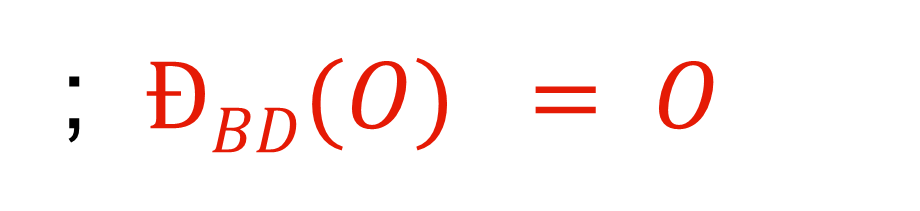 ; Đ_BD(O) = O